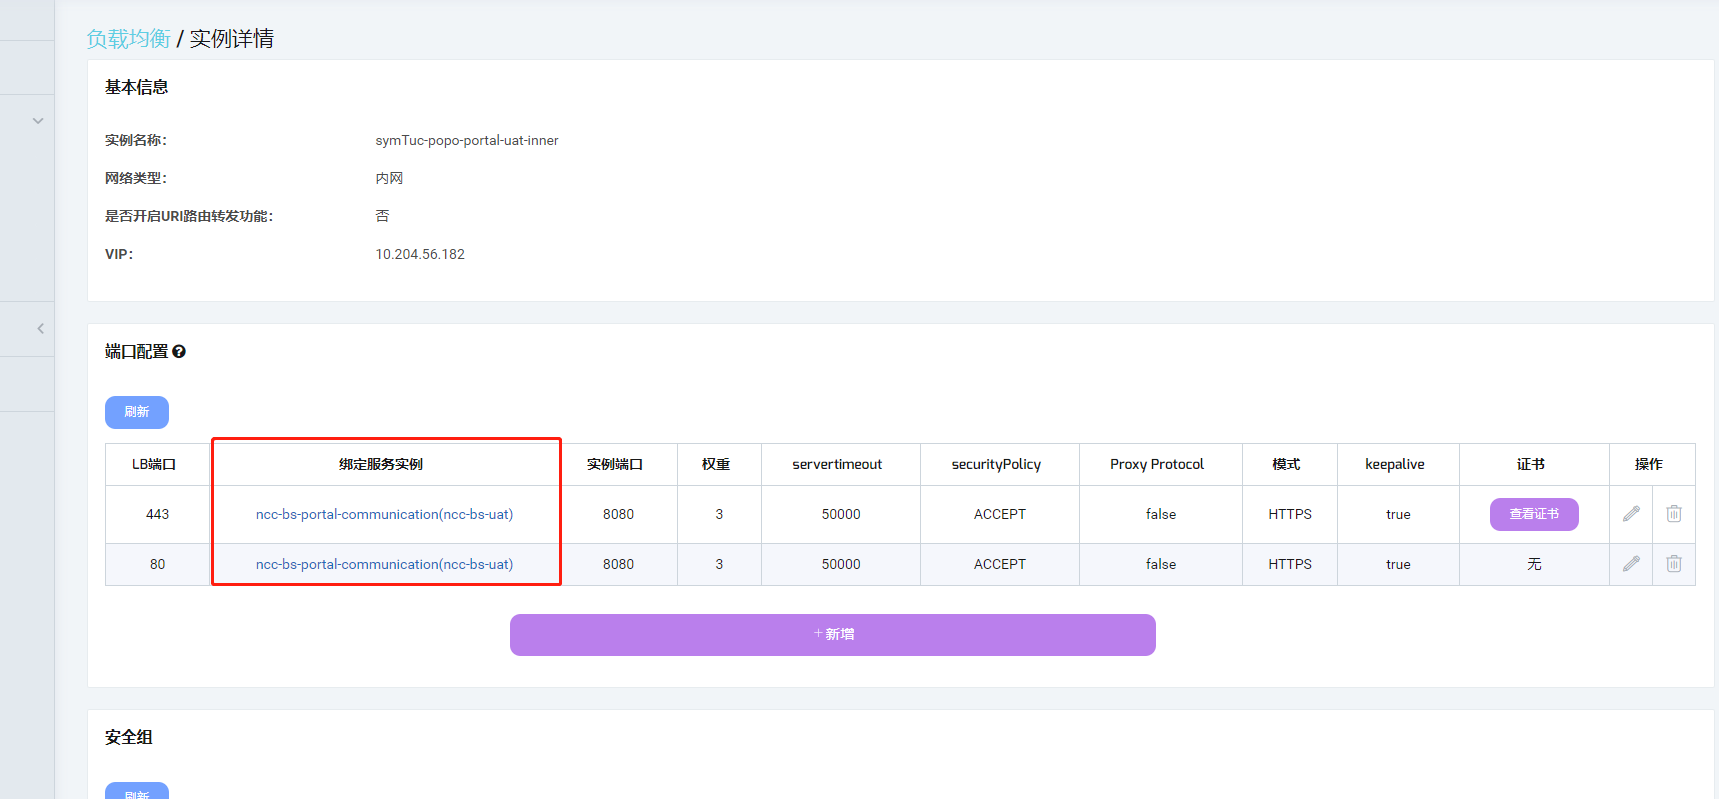 负载均衡 / 实例详情
基本信息
实例名称： symTuc-popo-portal-uat-inner
网络类型： 内网
是否开启URI路由转发功能： 否
VIP： 10.204.56.182
端口配置 ?
刷新
LB端口 绑定服务实例 实例端口 权重 servertimeout securityPolicy Proxy Protocol 模式 keepalive 证书 操作
443 ncc-bs-portal-communication(ncc-bs-uat) 8080 3 50000 ACCEPT false HTTPS true 查看证书
80 ncc-bs-portal-communication(ncc-bs-uat) 8080 3 50000 ACCEPT false HTTPS true 无
+ 新增
安全组
刷新